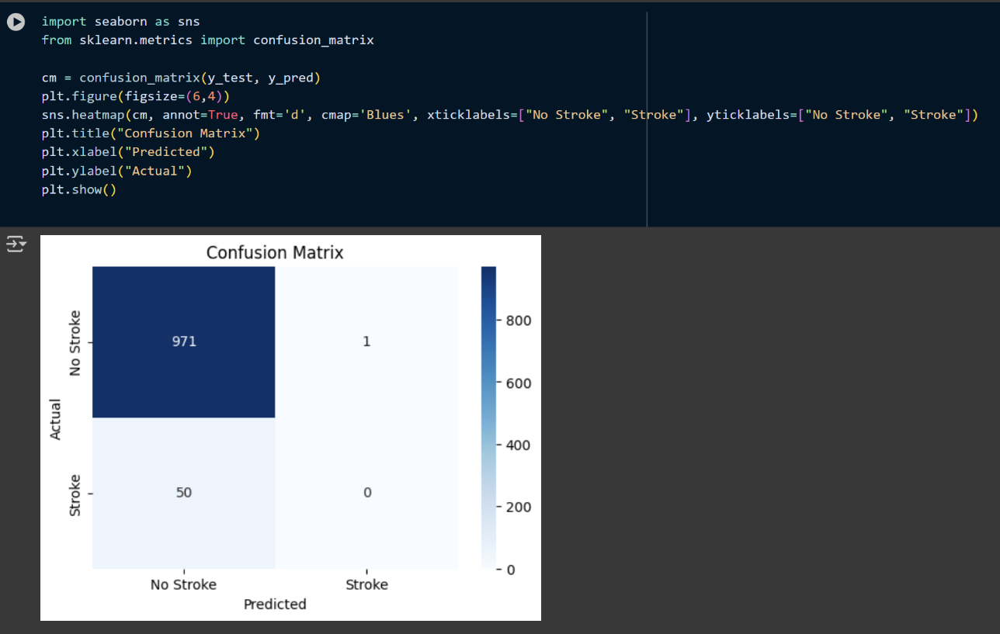 import seaborn as sns
from sklearn.metrics import confusion_matrix
cm = confusion_matrix(y_test, y_pred)
plt.figure(figsize=(6,4))
sns.heatmap(cm, annot=True, fmt='d', cmap='Blues', xticklabels=["No Stroke", "Stroke"], yticklabels=["No Stroke", "Stroke"])
plt.title("Confusion Matrix")
plt.xlabel("Predicted")
plt.ylabel("Actual")
plt.show()
Confusion Matrix
Actual
No Stroke
971
1
Stroke
50
0
No Stroke
Stroke
Predicted
800
600
400
200
0